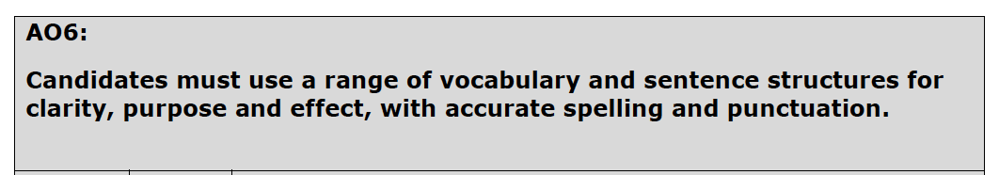 AO6:
Candidates must use a range of vocabulary and sentence structures for
clarity, purpose and effect, with accurate spelling and punctuation.